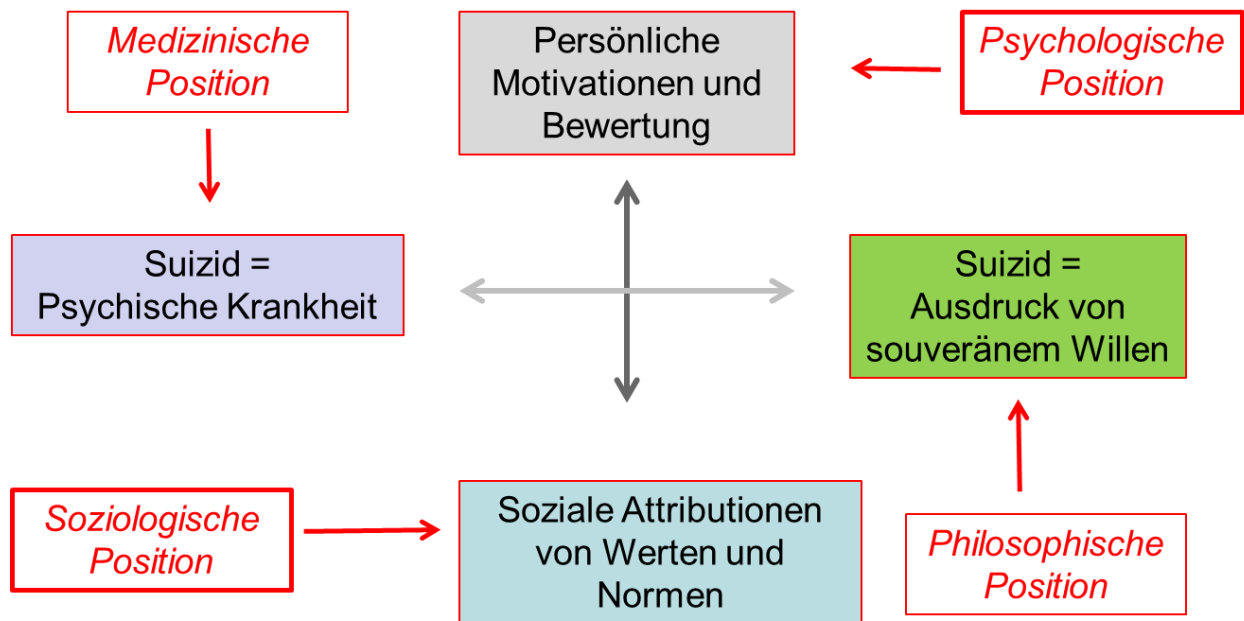 Medizinische
Position
Persönliche
Motivationen und
Bewertung
Psychologische
Position
Suizid =
Psychische Krankheit
Suizid =
Ausdruck von
souveränem Willen
Soziologische
Position
Soziale Attributionen
von Werten und
Normen
Philosophische
Position